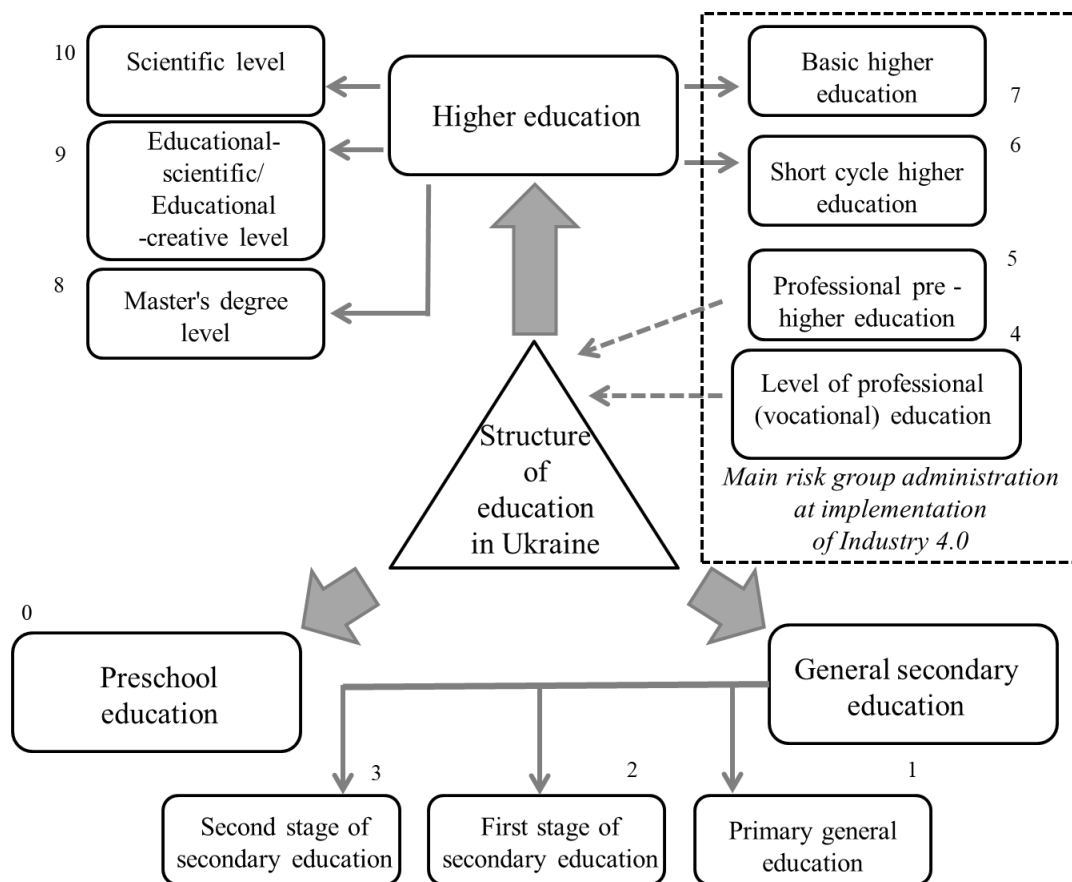 10
Scientific level
Higher education
Basic higher
education
7
9
Educational-
scientific/
Educational
-creative level
6
Short cycle higher
education
8
Master's degree
level
5
Professional pre -
higher education
4
Level of professional
(vocational) education
Main risk group administration
at implementation
of Industry 4.0
Structure
of
education
in Ukraine
0
Preschool
education
General secondary
education
3
Second stage of
secondary education
2
First stage of
secondary education
1
Primary general
education